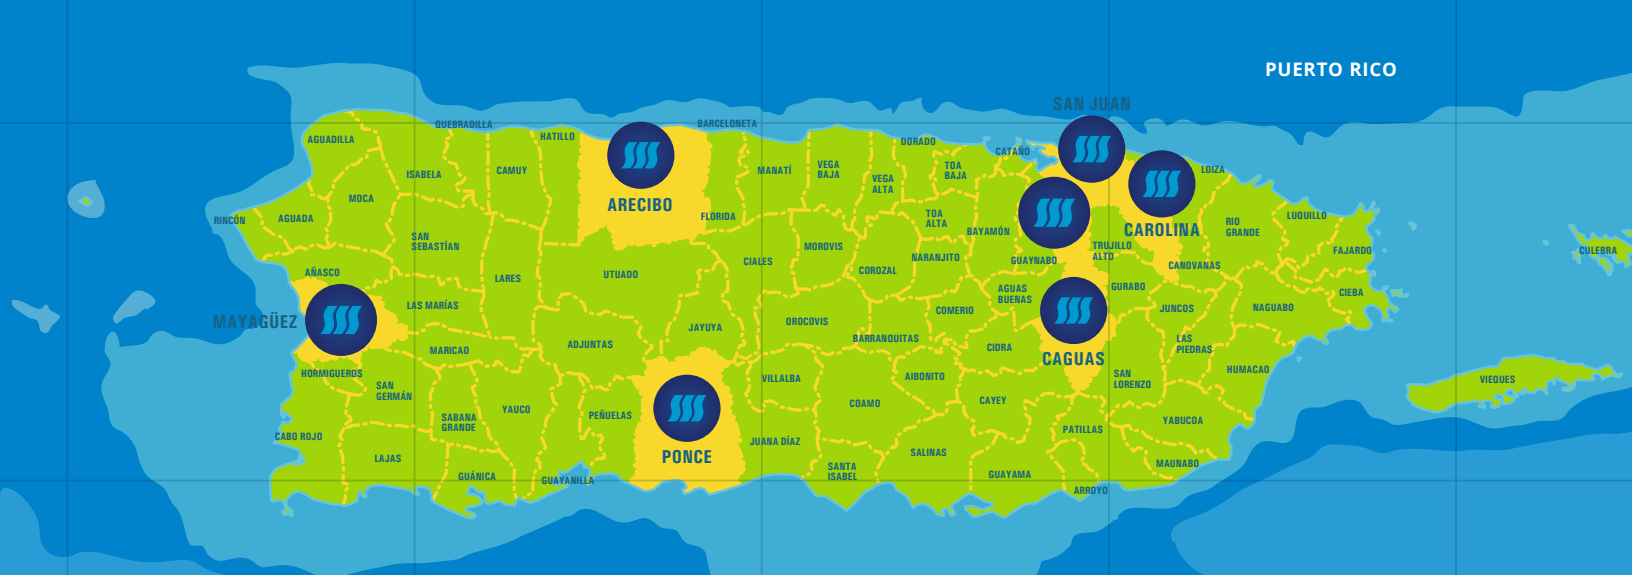 PUERTO RICO
SAN JUAN
QUEBRADILLA
BARCELONETA
AGUADILLA
HATILLO
DORADO
CATAÑO
ISABELA
CAMUY
MANATÍ
VEGA
BAJA
VEGA
ALTA
TOA
BAJA
LOIZA
MOCA
ARECIBO
RINCÓN
AGUADA
FLORIDA
TOA
ALTA
BAYAMÓN
CAROLINA
RIO
GRANDE
LUQUILLO
SAN
SEBASTÍAN
MOROVIS
TRUJILLO
ALTO
FAJARDO
CULEBRA
AÑASCO
LARES
UTUADO
CIALES
COROZAL
NARANJITO
GUAYNABO
CANOVANAS
LAS MARÍAS
AGUAS
BUENAS
GURABO
CIEBA
MAYAGÜEZ
JAYUYA
OROCOVIS
COMERIO
JUNCOS
NAGUABO
MARICAO
ADJUNTAS
BARRANQUITAS
CIDRA
CAGUAS
LAS
PIEDRAS
HORMIGUEROS
SAN
GERMÁN
VILLALBA
AIBONITO
SAN
LORENZO
HUMACAO
VIEQUES
SABANA
GRANDE
YAUCO
PEÑUELAS
COAMO
CAYEY
CABO ROJO
JUANA DÍAZ
PATILLAS
YABUCOA
LAJAS
PONCE
SALINAS
MAUNABO
GUÁNICA
GUAYANILLA
SANTA
ISABEL
GUAYAMA
ARROYO